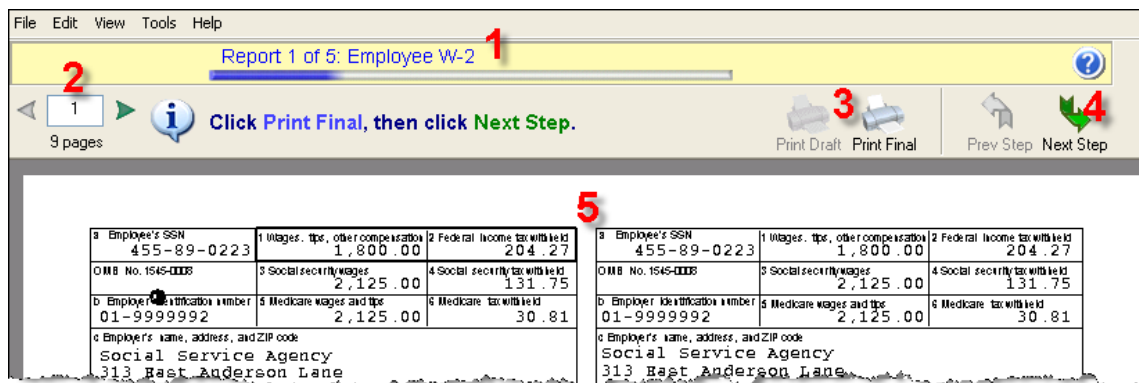 File Edit View Tools Help
Report 1 of 5: Employee W-2 1
2
1
9 pages
Click Print Final, then click Next Step.
3
Print Draft Print Final
4
Prev Step Next Step
5
a Employee's SSN 1 Wages, tips, other compensation 2 Federal Income tax withheld a Employee's SSN 1 Wages, tips, other compensation 2 Federal Income tax withheld
455-89-0223 1,800.00 204.27 455-89-0223 1,800.00 204.27
OMB No. 1545-0008 3 Social security wages 4 Social security tax withheld OMB No. 1545-0008 3 Social security wages 4 Social security tax withheld
2,125.00 131.75 2,125.00 131.75
b Employer identification number 5 Medicare wages and tips 6 Medicare tax withheld b Employer identification number 5 Medicare wages and tips 6 Medicare tax withheld
01-9999992 2,125.00 30.81 01-9999992 2,125.00 30.81
c Employer's name, address, and ZIP code c Employer's name, address, and ZIP code
Social Service Agency Social Service Agency
313 East Anderson Lane 313 East Anderson Lane